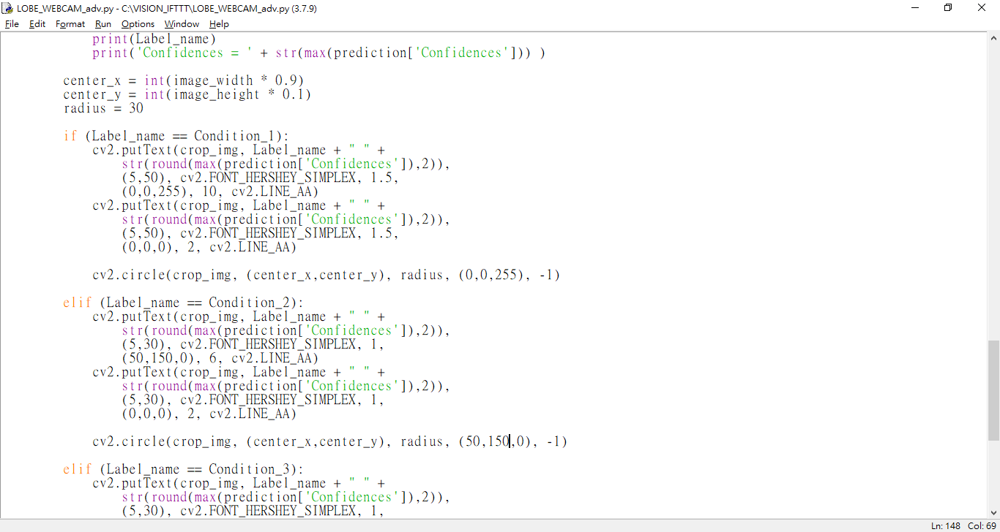 LOBE_WEBCAM_adv.py - C:\VISION_IFTTT\LOBE_WEBCAM_adv.py (3.7.9)
File Edit Format Run Options Window Help
            print(Label_name)
            print('Confidences = ' + str(max(prediction['Confidences'])) )

        center_x = int(image_width * 0.9)
        center_y = int(image_height * 0.1)
        radius = 30

        if (Label_name == Condition_1):
            cv2.putText(crop_img, Label_name + " " +
                str(round(max(prediction['Confidences']),2)),
                (5,50), cv2.FONT_HERSHEY_SIMPLEX, 1.5,
                (0,0,255), 10, cv2.LINE_AA)
            cv2.putText(crop_img, Label_name + " " +
                str(round(max(prediction['Confidences']),2)),
                (5,50), cv2.FONT_HERSHEY_SIMPLEX, 1.5,
                (0,0,0), 2, cv2.LINE_AA)

            cv2.circle(crop_img, (center_x,center_y), radius, (0,0,255), -1)

        elif (Label_name == Condition_2):
            cv2.putText(crop_img, Label_name + " " +
                str(round(max(prediction['Confidences']),2)),
                (5,30), cv2.FONT_HERSHEY_SIMPLEX, 1,
                (50,150,0), 6, cv2.LINE_AA)
            cv2.putText(crop_img, Label_name + " " +
                str(round(max(prediction['Confidences']),2)),
                (5,30), cv2.FONT_HERSHEY_SIMPLEX, 1,
                (0,0,0), 2, cv2.LINE_AA)

            cv2.circle(crop_img, (center_x,center_y), radius, (50,150,0), -1)

        elif (Label_name == Condition_3):
            cv2.putText(crop_img, Label_name + " " +
                str(round(max(prediction['Confidences']),2)),
                (5,30), cv2.FONT_HERSHEY_SIMPLEX, 1,
Ln: 148 Col: 69